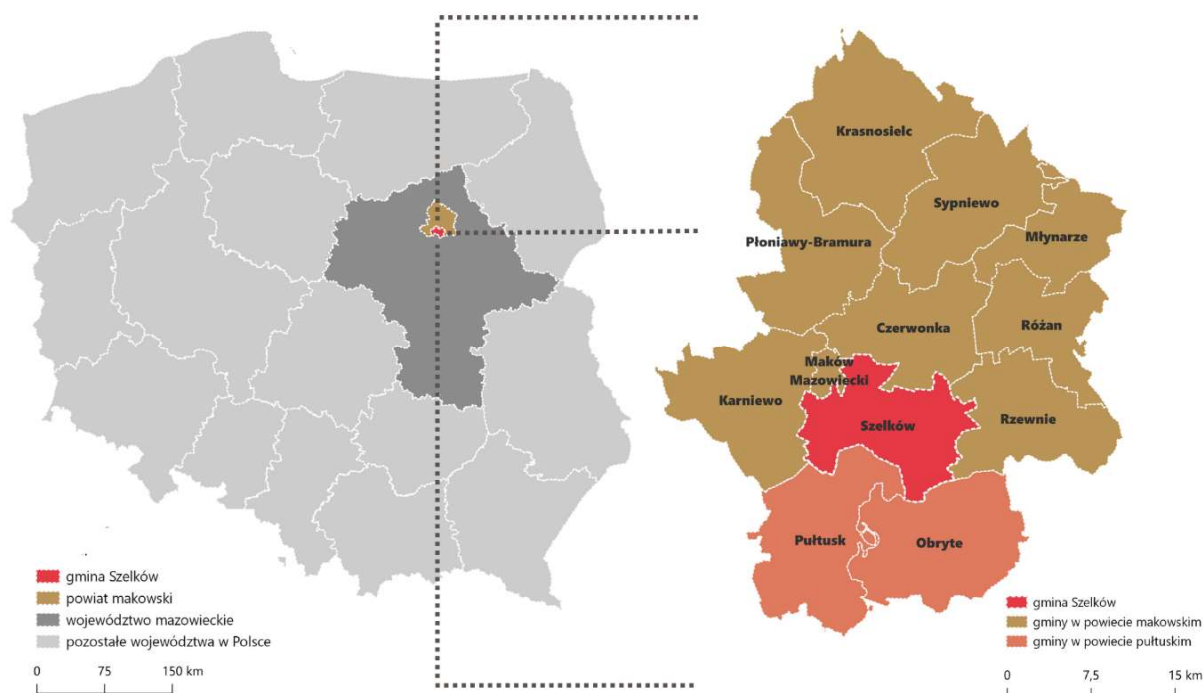 Krasnosielc
Sypniewo
Młynarze
Płoniawy-Bramura
Czerwonka
Różan
Maków
Mazowiecki
Karniewo
Rzewnie
Szelków
Pułtusk
Obryte
gmina Szelków
powiat makowski
województwo mazowieckie
pozostałe województwa w Polsce
0 75 150 km
gmina Szelków
gminy w powiecie makowskim
gminy w powiecie pułtuskim
0 7,5 15 km